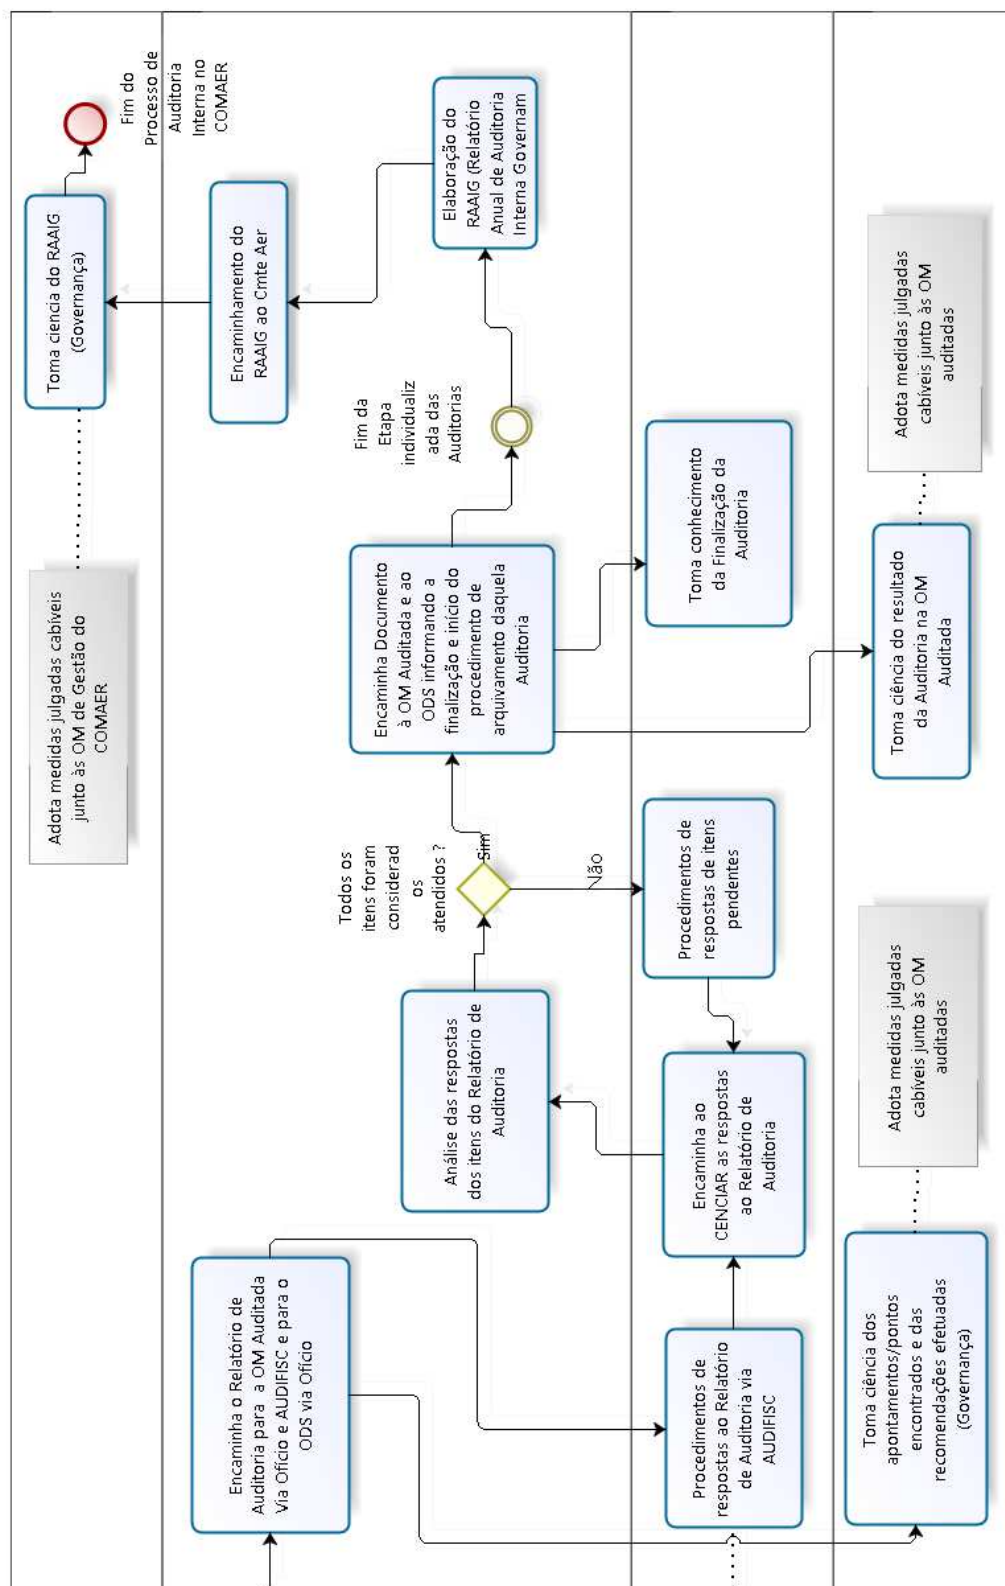 Encaminha o Relatório de
Auditoria para a OM Auditada
Via Ofício e AUDIFISC e para o
ODS via Ofício
Procedimentos de
respostas ao Relatório
de Auditoria via
AUDIFISC
Toma ciência dos
apontamentos/pontos
encontrados e das
recomendações efetuadas
(Governança)
Adota medidas julgadas
cabíveis junto às OM
auditadas
Encaminha ao
CENCIAR as respostas
ao Relatório de
Auditoria
Análise das respostas
dos itens do Relatório de
Auditoria
Todos os
itens foram
considerad
os
atendidos ?
Sim
Não
Procedimentos de
respostas de itens
pendentes
Encaminha Documento
à OM Auditada e ao
ODS informando a
finalização e início do
procedimento de
arquivamento daquela
Auditoria
Toma conhecimento
da Finalização da
Auditoria
Toma ciência do resultado
da Auditoria na OM
Auditada
Adota medidas julgadas
cabíveis junto às OM
auditadas
Fim da
Etapa
individualiz
ada das
Auditorias
Elaboração do
RAAIG (Relatório
Anual de Auditoria
Interna Governam
Encaminhamento do
RAAIG ao Cmte Aer
Toma ciencia do RAAIG
(Governança)
Adota medidas julgadas cabíveis
junto às OM de Gestão do
COMAER
Fim do
Processo de
Auditoria
Interna no
COMAER